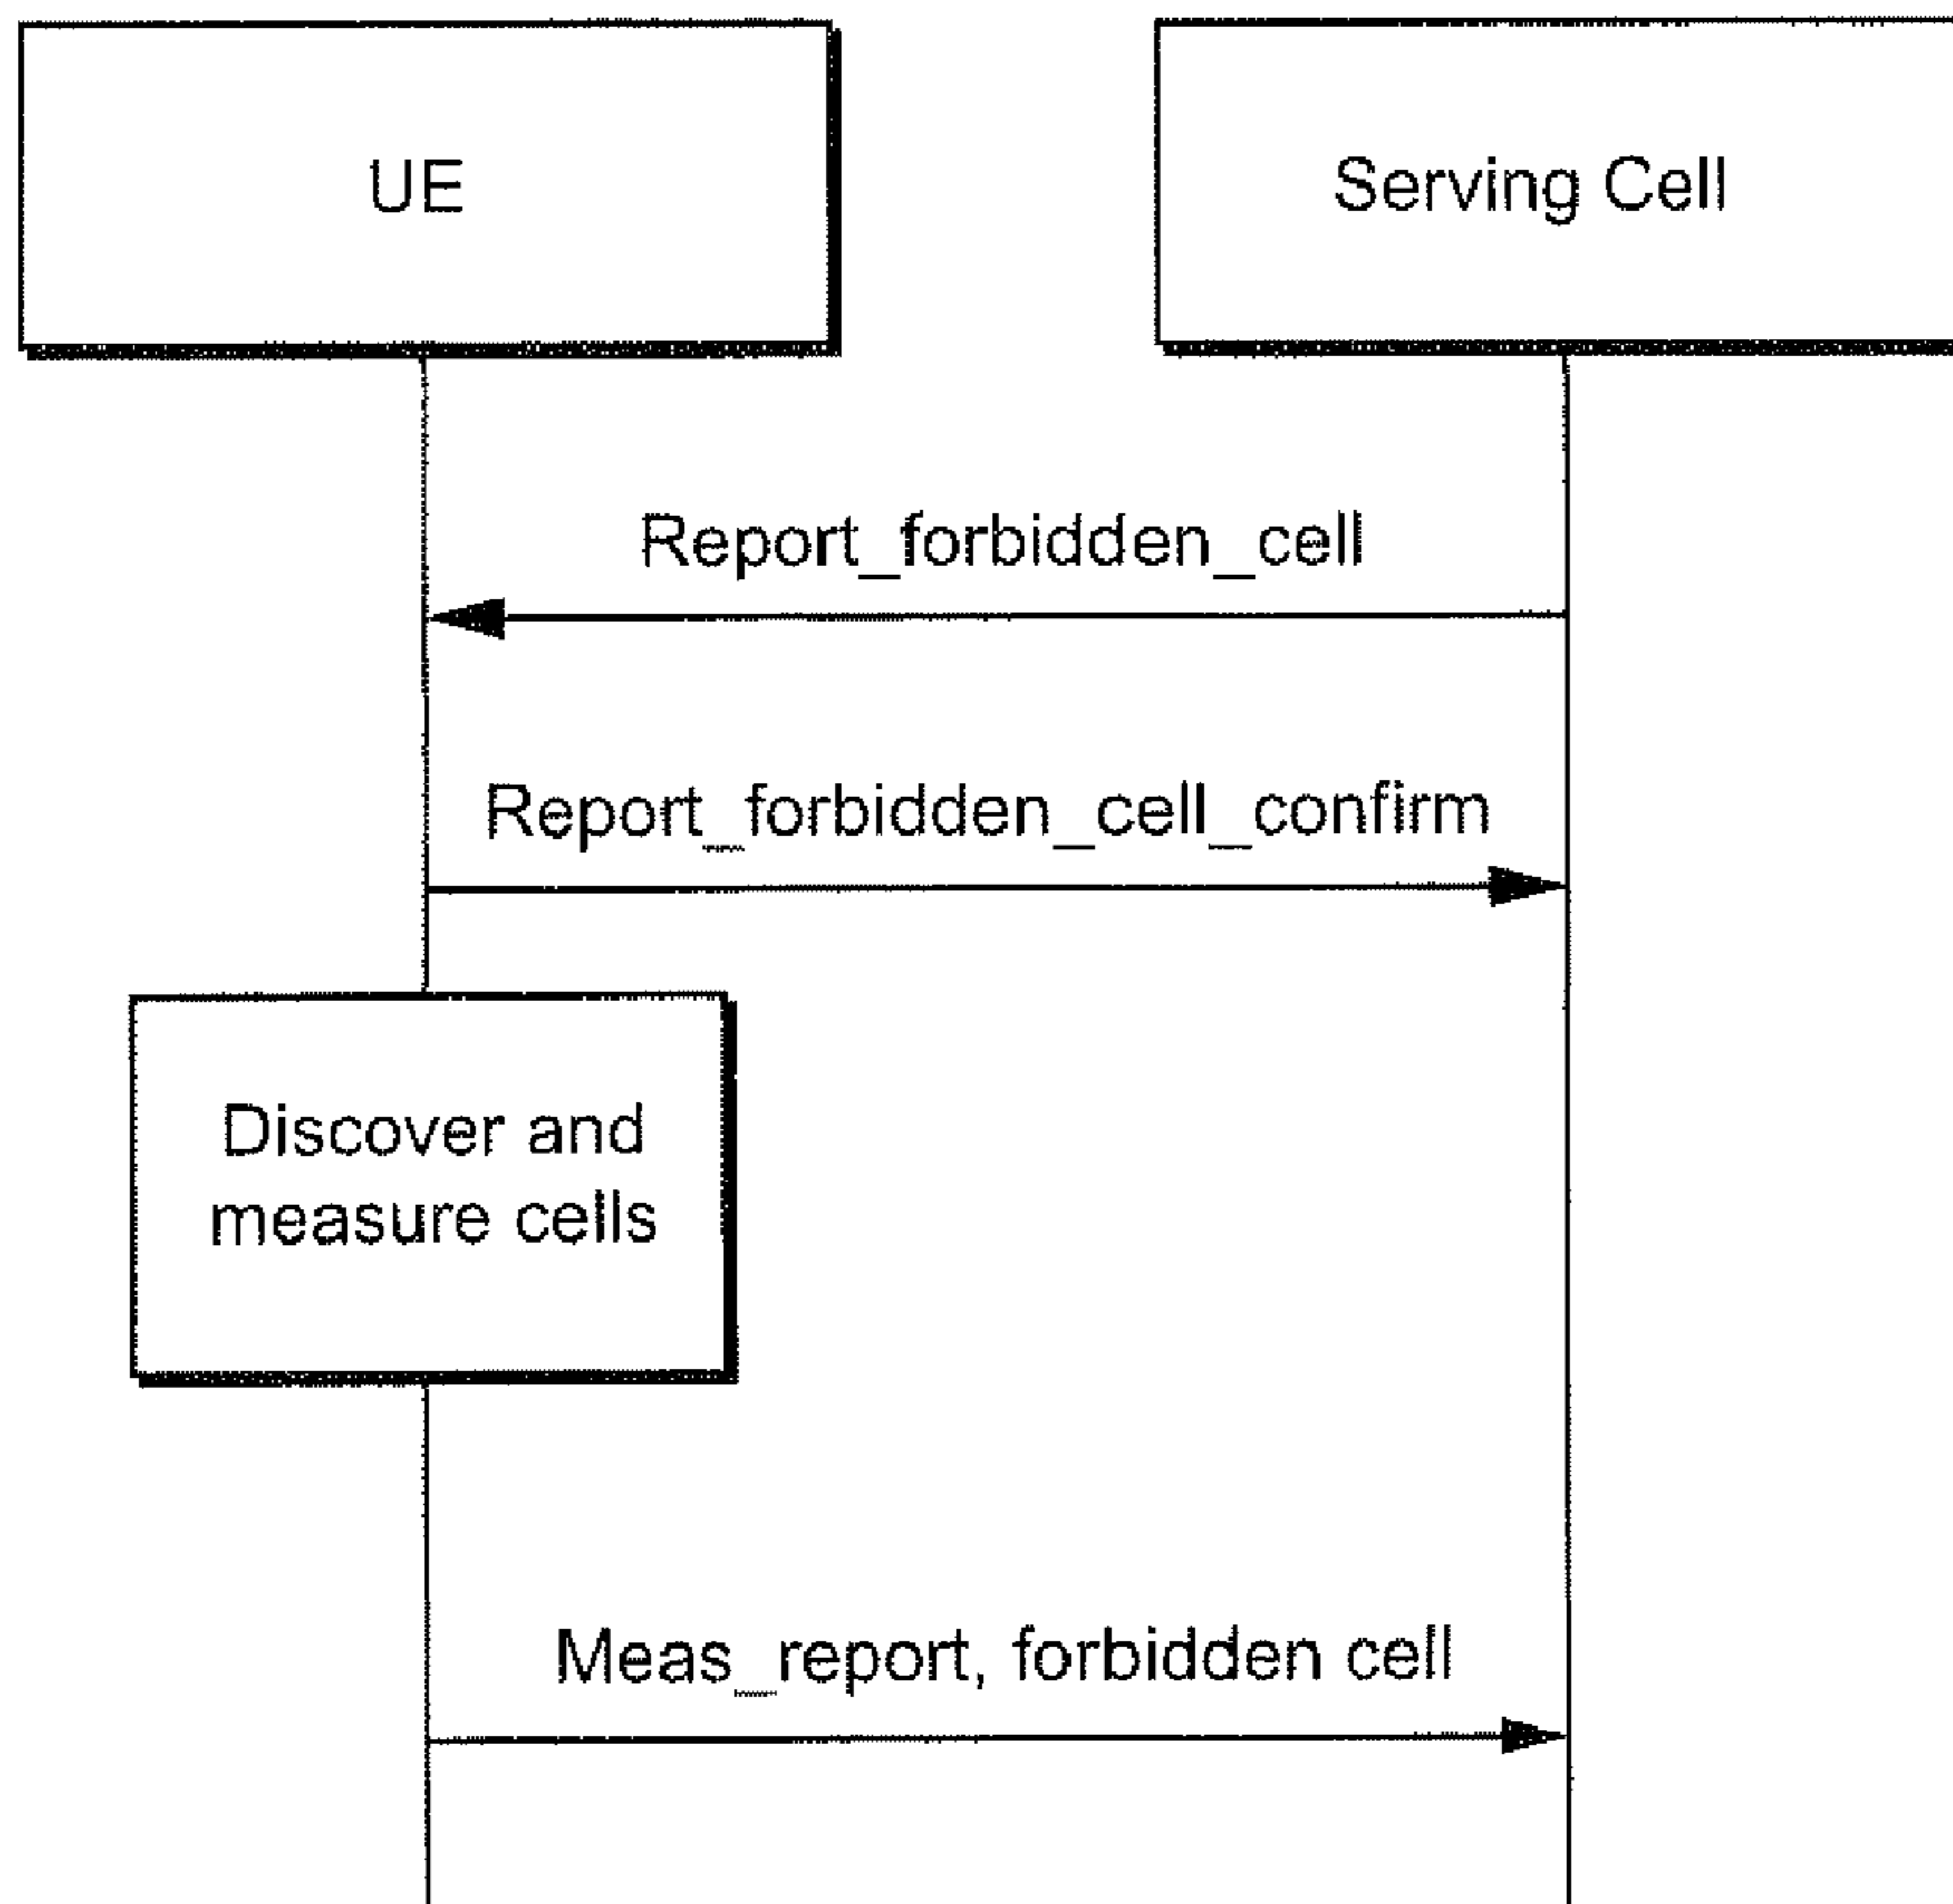 UE
Serving Cell
Report_forbidden_cell
Report_forbidden_cell_confirm
Discover and
measure cells
Meas_report, forbidden cell